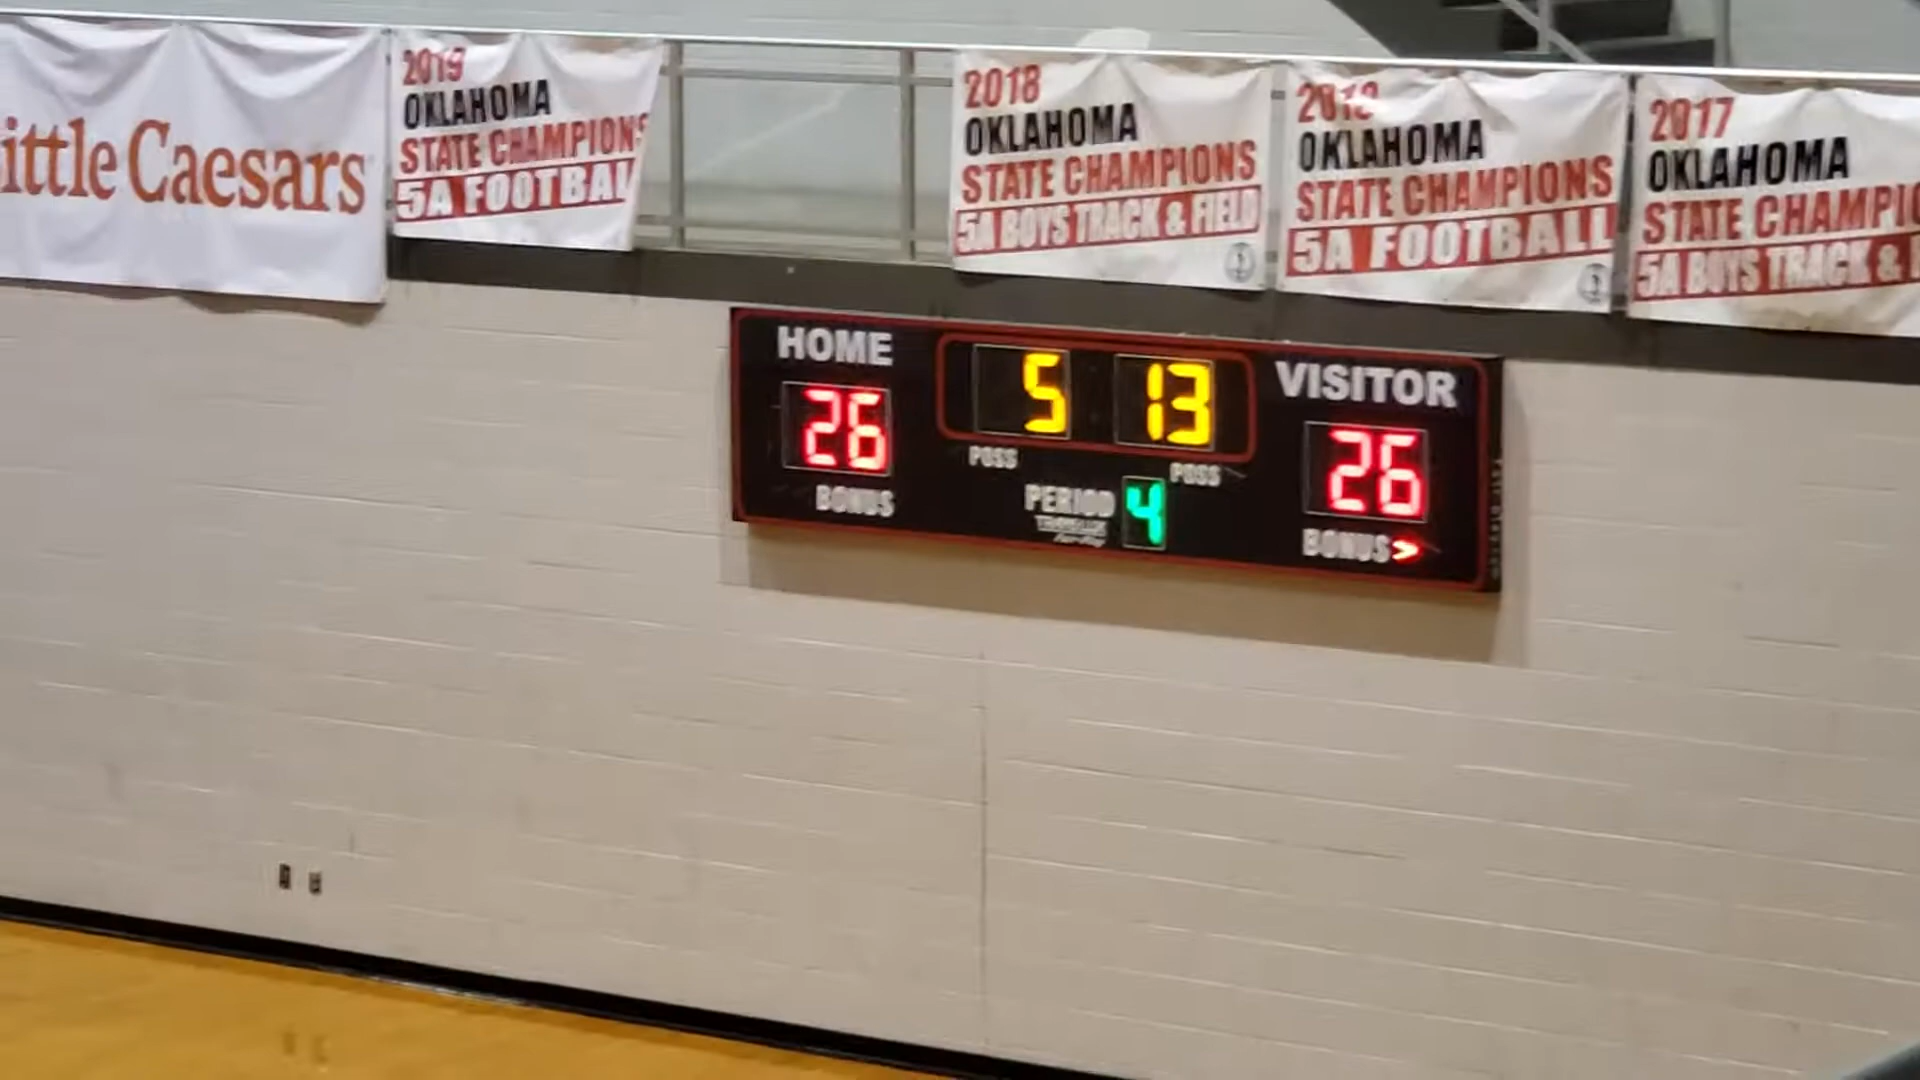 ittle Caesars
2019
OKLAHOMA
STATE CHAMPIONS
5A FOOTBAL
2018
OKLAHOMA
STATE CHAMPIONS
5A BOYS TRACK & FIELD
OKLAHOMA
STATE CHAMPIONS
5A FOOTBALL
2017
OKLAHOMA
STATE CHAMPIO
5A BOYS TRACK &
HOME
26
BONUS
5 13
POSS POSS
PERIOD 4
VISITOR
26
BONUS>